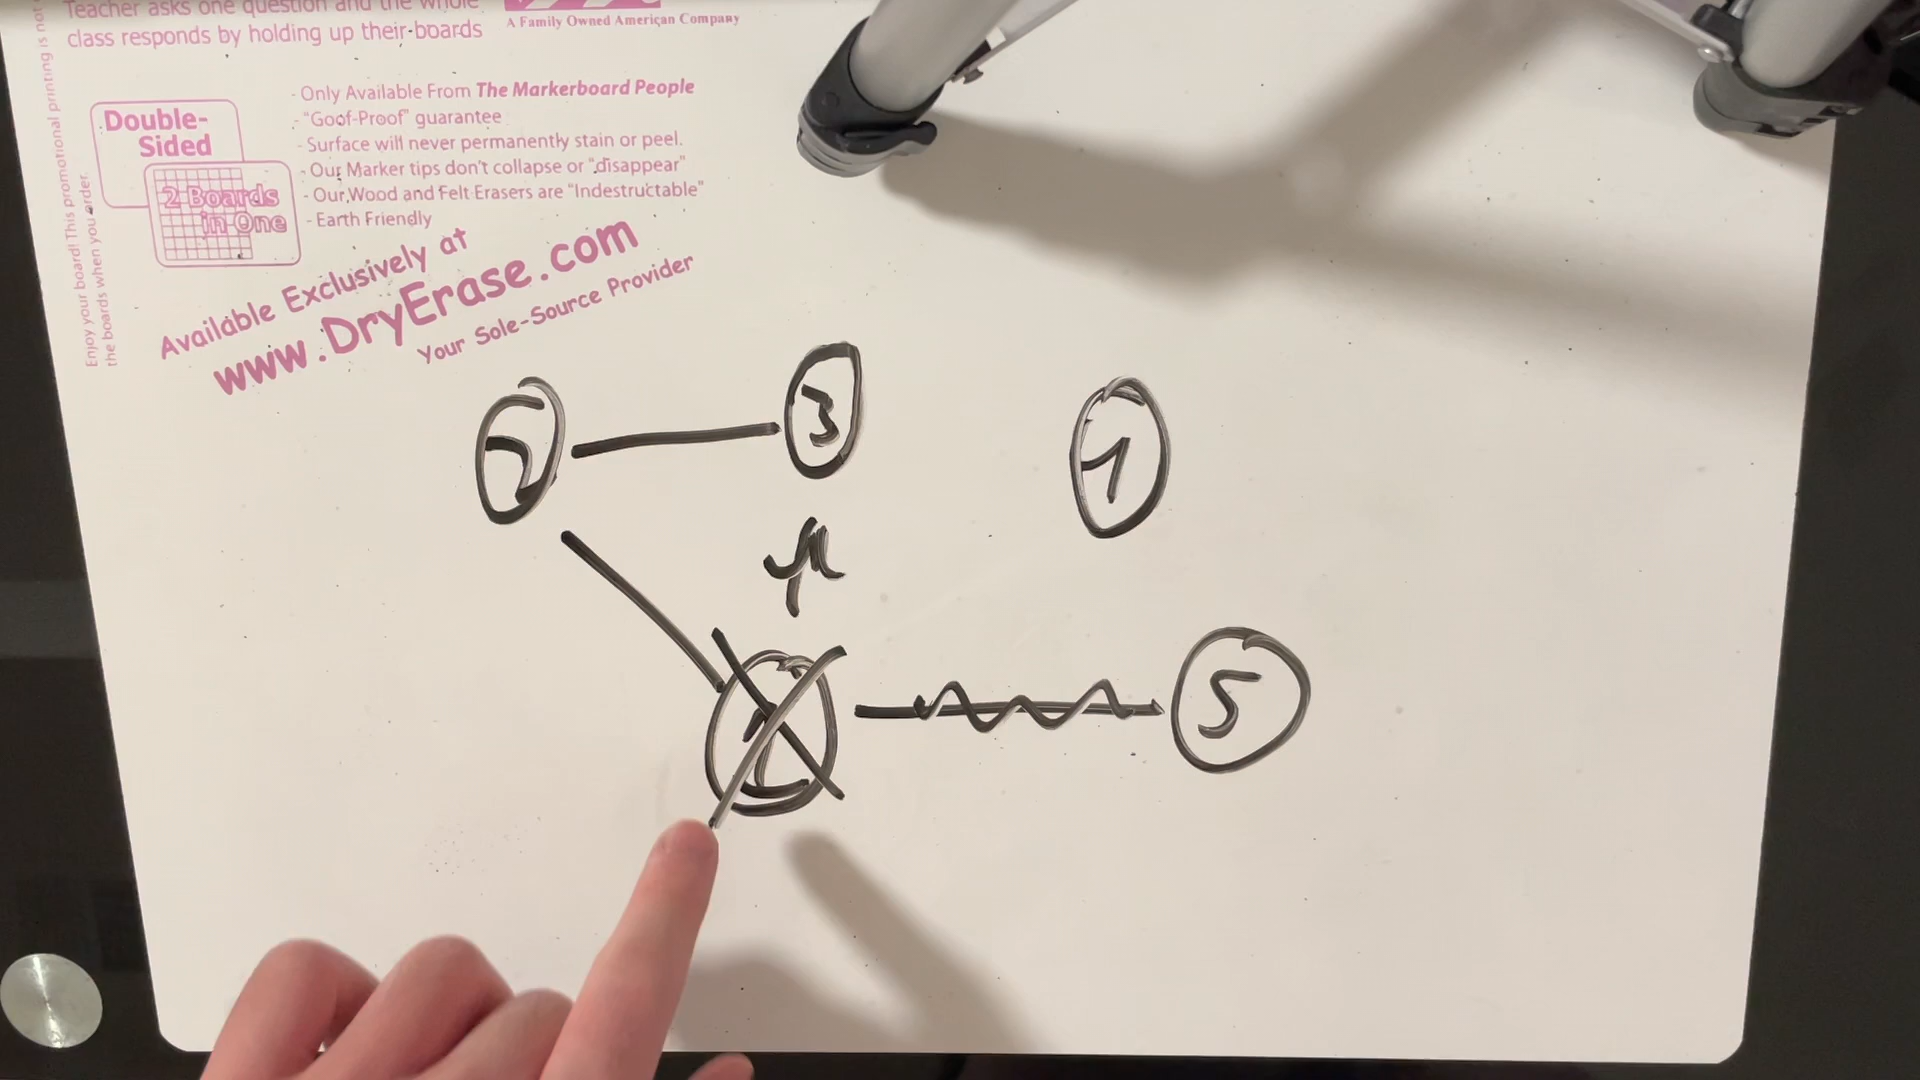 Teacher asks one question and the whole
class responds by holding up their boards
A Family Owned American Company
Double-
Sided
2 Boards
in One
- Only Available From The Markerboard People
- "Goof-Proof" guarantee
- Surface will never permanently stain or peel.
- Our Marker tips don't collapse or "disappear"
- Our Wood and Felt Erasers are "Indestructable"
- Earth Friendly
Available Exclusively at
www.DryErase.com
Your Sole-Source Provider
Enjoy your board! This promotional printing is not
the boards when you order.
2
3
1
5